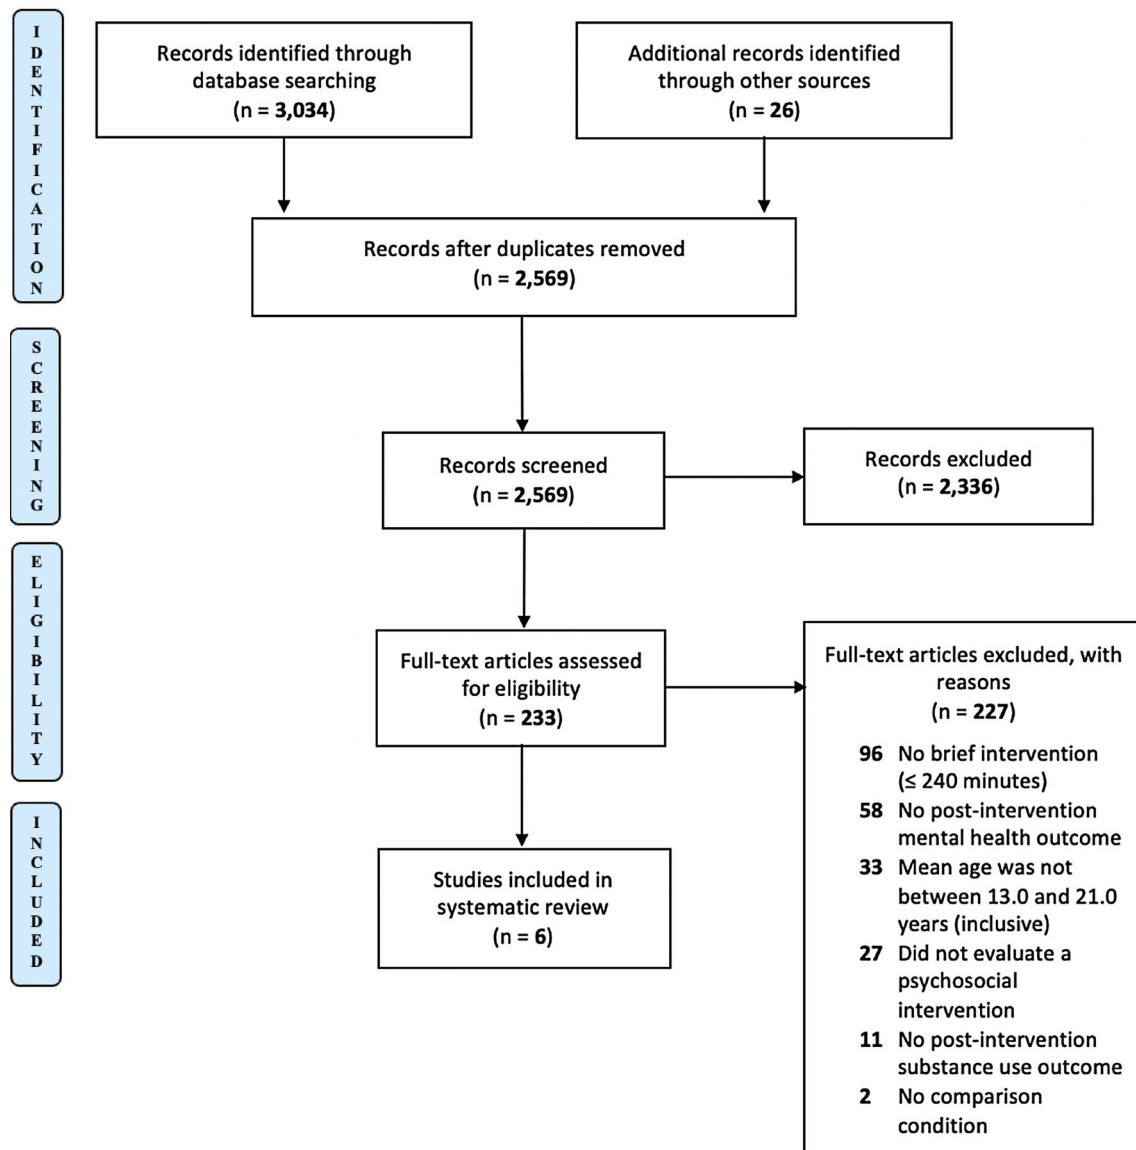 IDENTIFICATION
Records identified through
database searching
(n = 3,034)
Additional records identified
through other sources
(n = 26)
Records after duplicates removed
(n = 2,569)
SCREENING
Records screened
(n = 2,569)
Records excluded
(n = 2,336)
ELIGIBILITY
Full-text articles assessed
for eligibility
(n = 233)
Full-text articles excluded, with
reasons
(n = 227)
96 No brief intervention
(≤ 240 minutes)
58 No post-intervention
mental health outcome
33 Mean age was not
between 13.0 and 21.0
years (inclusive)
27 Did not evaluate a
psychosocial
intervention
11 No post-intervention
substance use outcome
2 No comparison
condition
INCLUDED
Studies included in
systematic review
(n = 6)